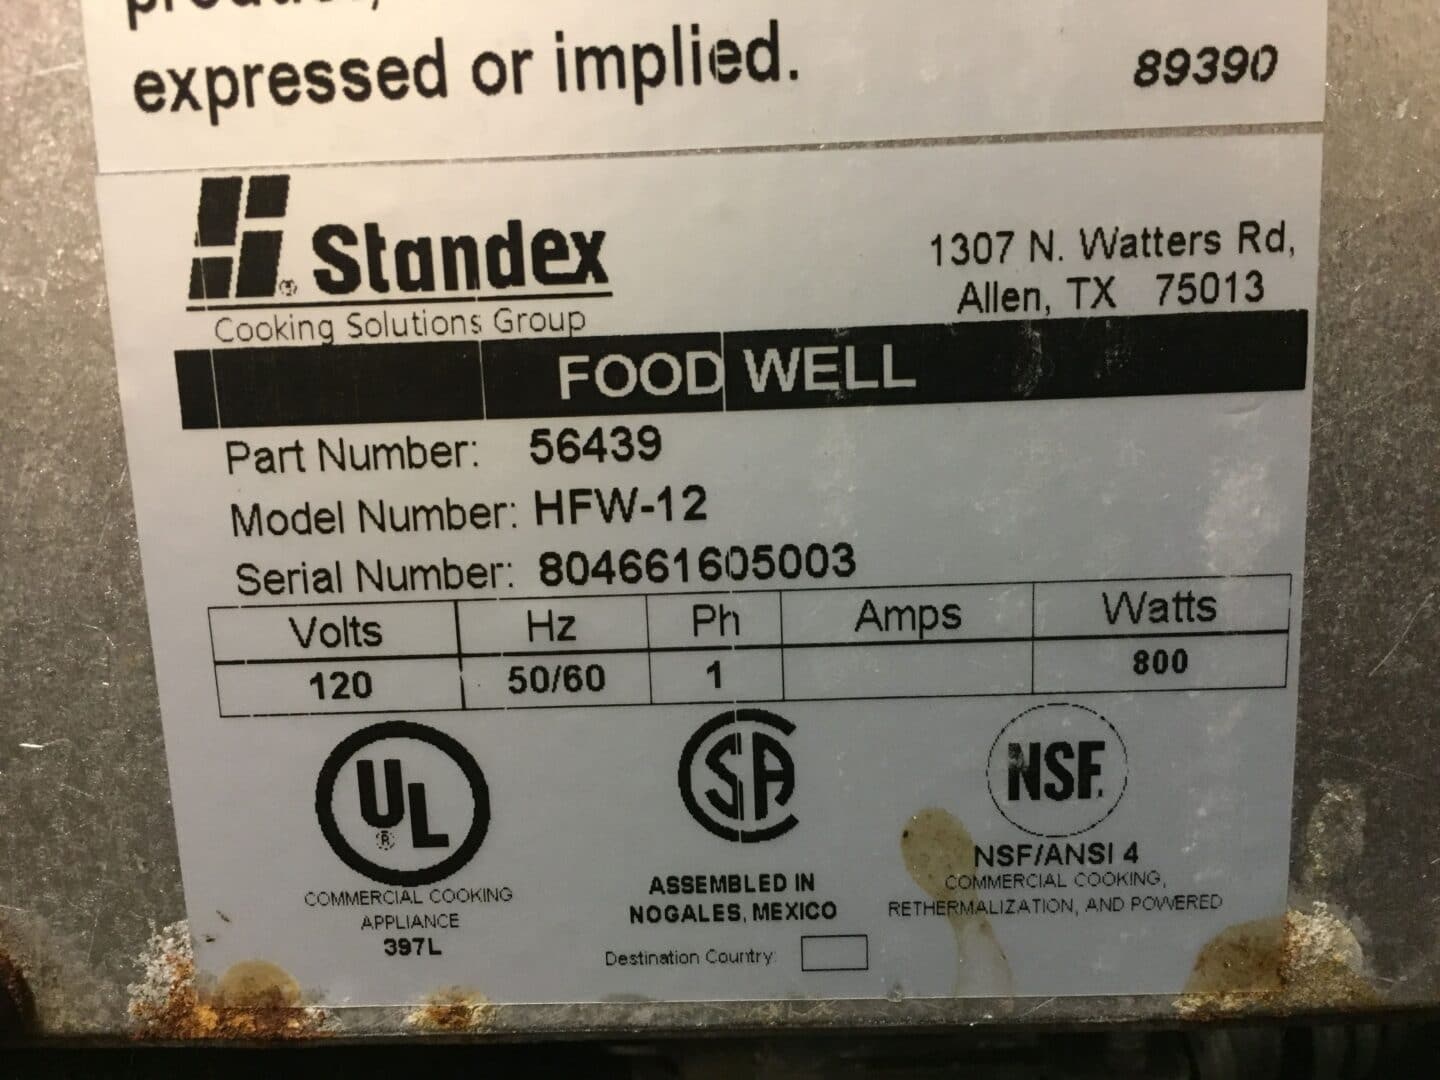 expressed or implied.
89390
Standex
Cooking Solutions Group
1307 N. Watters Rd,
Allen, TX 75013
FOOD WELL
Part Number: 56439
Model Number: HFW-12
Serial Number: 804661605003
Volts Hz Ph Amps Watts
120 50/60 1 800
UL
®
COMMERCIAL COOKING
APPLIANCE
397L
SA
ASSEMBLED IN
NOGALES, MEXICO
Destination Country:
NSF.
NSF/ANSI 4
COMMERCIAL COOKING,
RETHERMALIZATION, AND POWERED